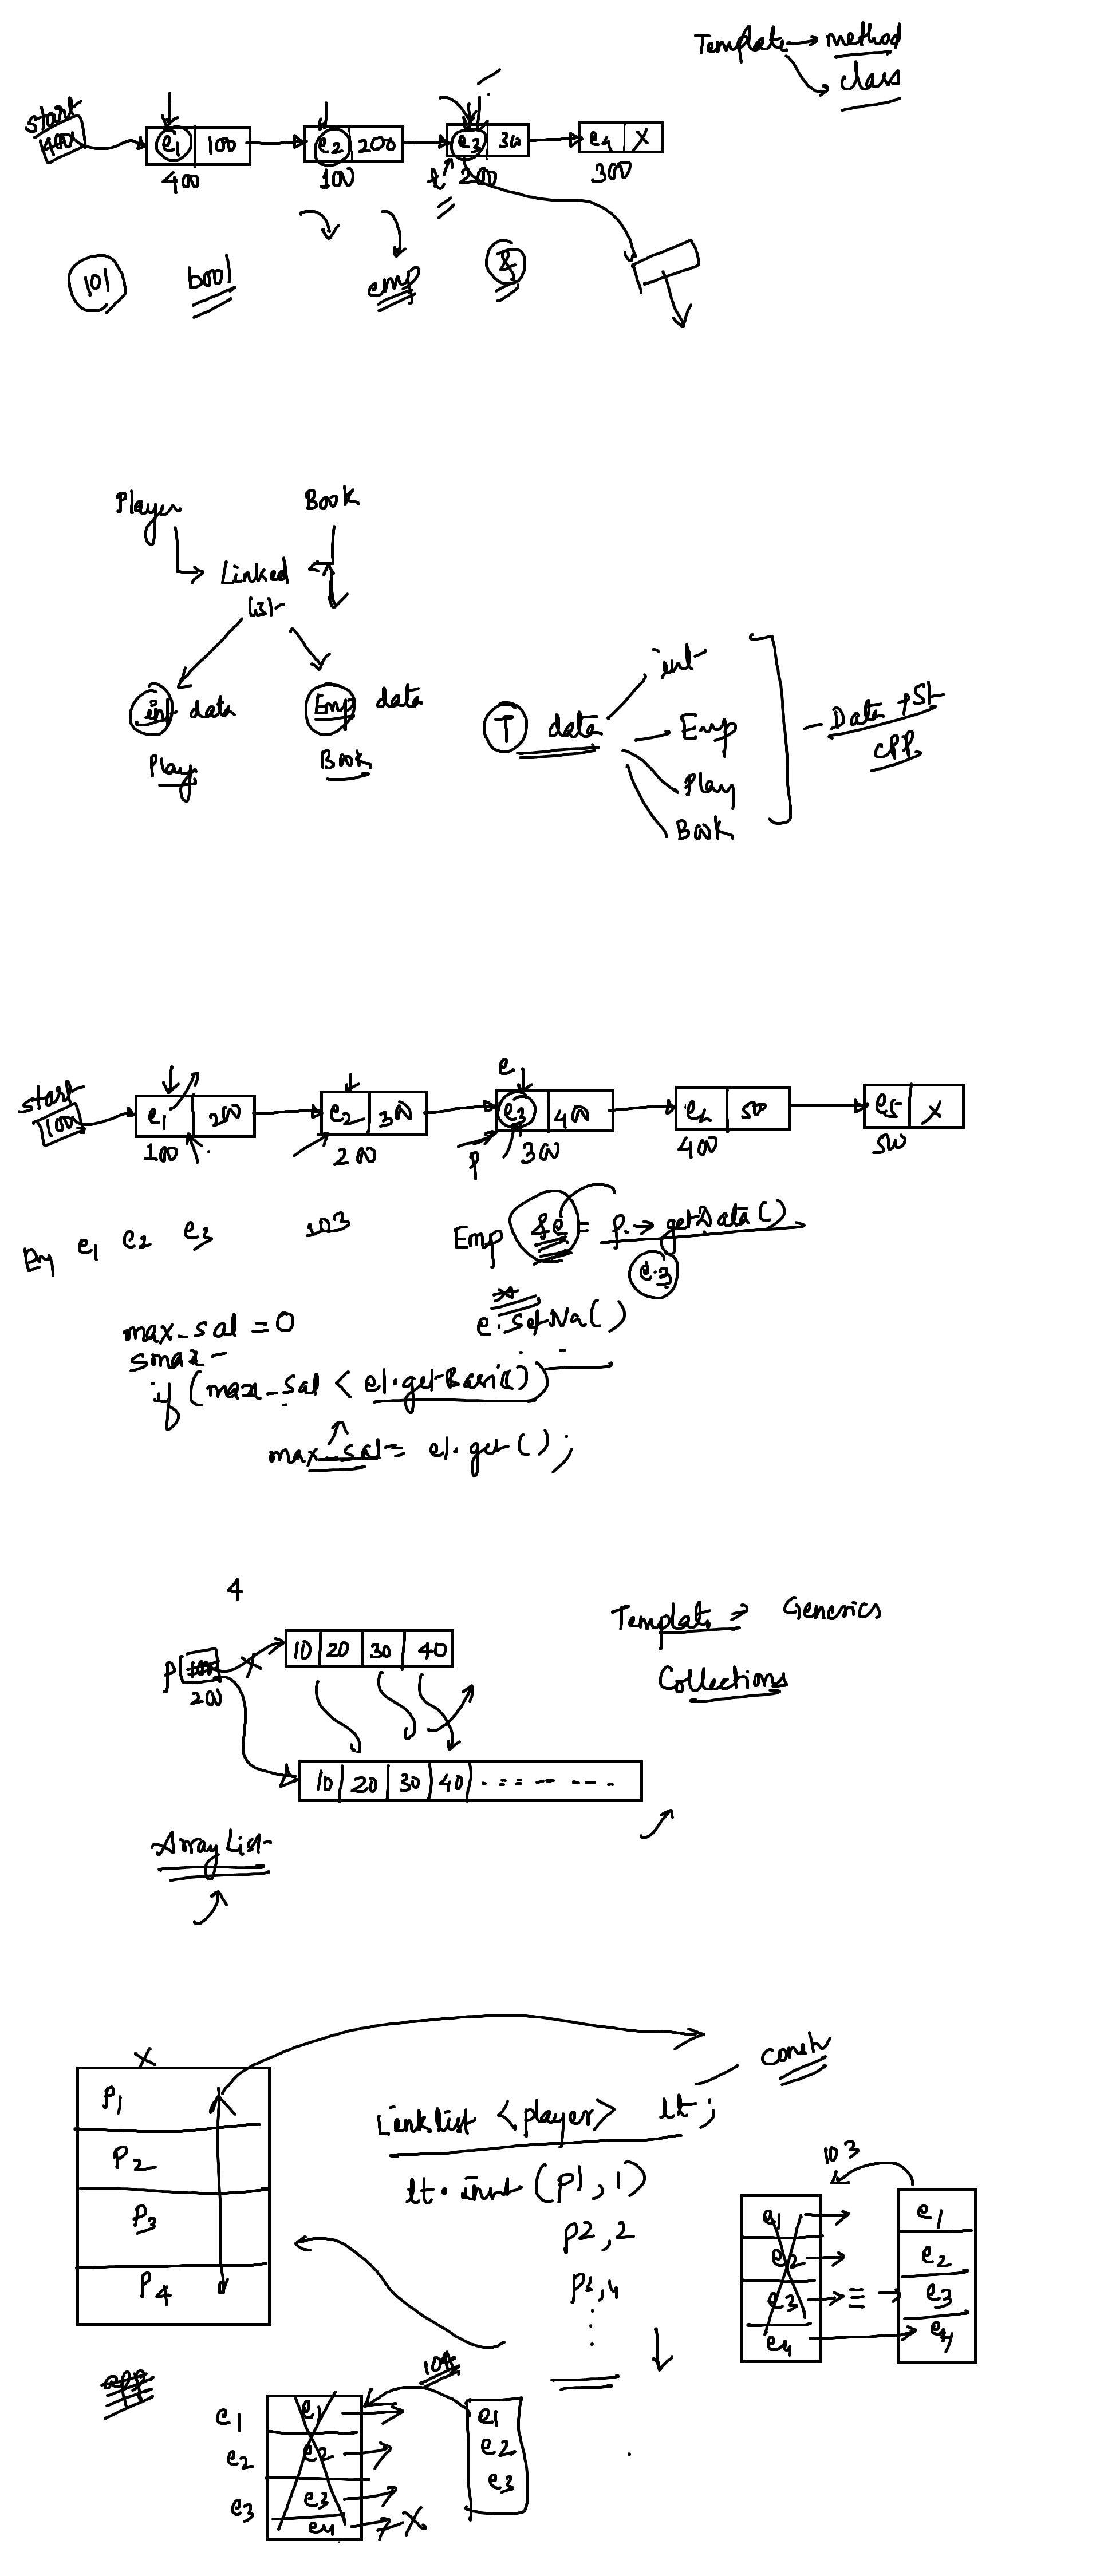 Template → method
class
start
400
e1 100
e2 200
e3 300
e4 X
400
100
t 200
300
101
bool
emp
&
Player
Book
Linked
list
int data
Emp data
Play
Book
T data
int
Emp
Play
Book
Data + St
CPP
start
100
e
e1 200
e2 300
e3 400
e4 500
e5 X
100
200
p
300
400
500
Em e1 e2 e3
103
Emp &e = p → getData()
e.3
max_sal = 0
smax
e.setNa()
if (max_sal < e1.getBasic())
max_sal = e1.get();
4
Template → Generics
Collections
p 100
200
10 20 30 40
10 20 30 40
ArrayList
X
P1
P2
P3
P4
const
Linklist <player> lt;
lt.insrt (P1, 1)
P2, 2
103
e1
e2
e3
e4
e1
e2
e3
e4
cpp
104
e1
e2
e3
e1
e2
e3
e4
X
e1
e2
e3